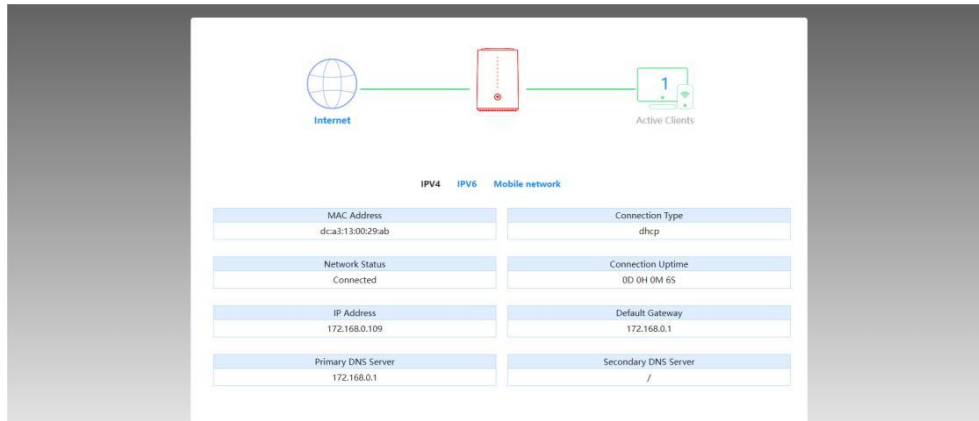 1
Internet
Active Clients
IPV4 IPV6 Mobile network
MAC Address Connection Type
dc:a3:13:00:29:ab dhcp
Network Status Connection Uptime
Connected 0D 0H 0M 6S
IP Address Default Gateway
172.168.0.109 172.168.0.1
Primary DNS Server Secondary DNS Server
172.168.0.1 /